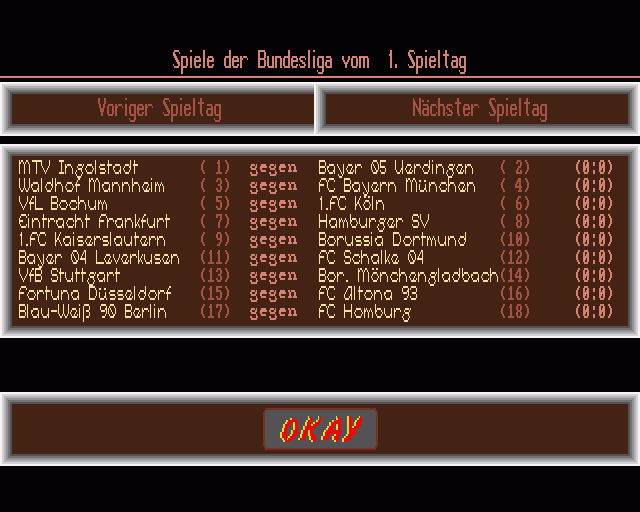 Spiele der Bundesliga vom 1. Spieltag
Voriger Spieltag Nächster Spieltag
MTV Ingolstadt ( 1) gegen Bayer 05 Uerdingen ( 2) (0:0)
Waldhof Mannheim ( 3) gegen FC Bayern München ( 4) (0:0)
VfL Bochum ( 5) gegen 1.FC Köln ( 6) (0:0)
Eintracht Frankfurt ( 7) gegen Hamburger SV ( 8) (0:0)
1.FC Kaiserslautern ( 9) gegen Borussia Dortmund (10) (0:0)
Bayer 04 Leverkusen (11) gegen FC Schalke 04 (12) (0:0)
VfB Stuttgart (13) gegen Bor. Mönchengladbach (14) (0:0)
Fortuna Düsseldorf (15) gegen FC Altona 93 (16) (0:0)
Blau-Weiß 90 Berlin (17) gegen FC Homburg (18) (0:0)
OKAY